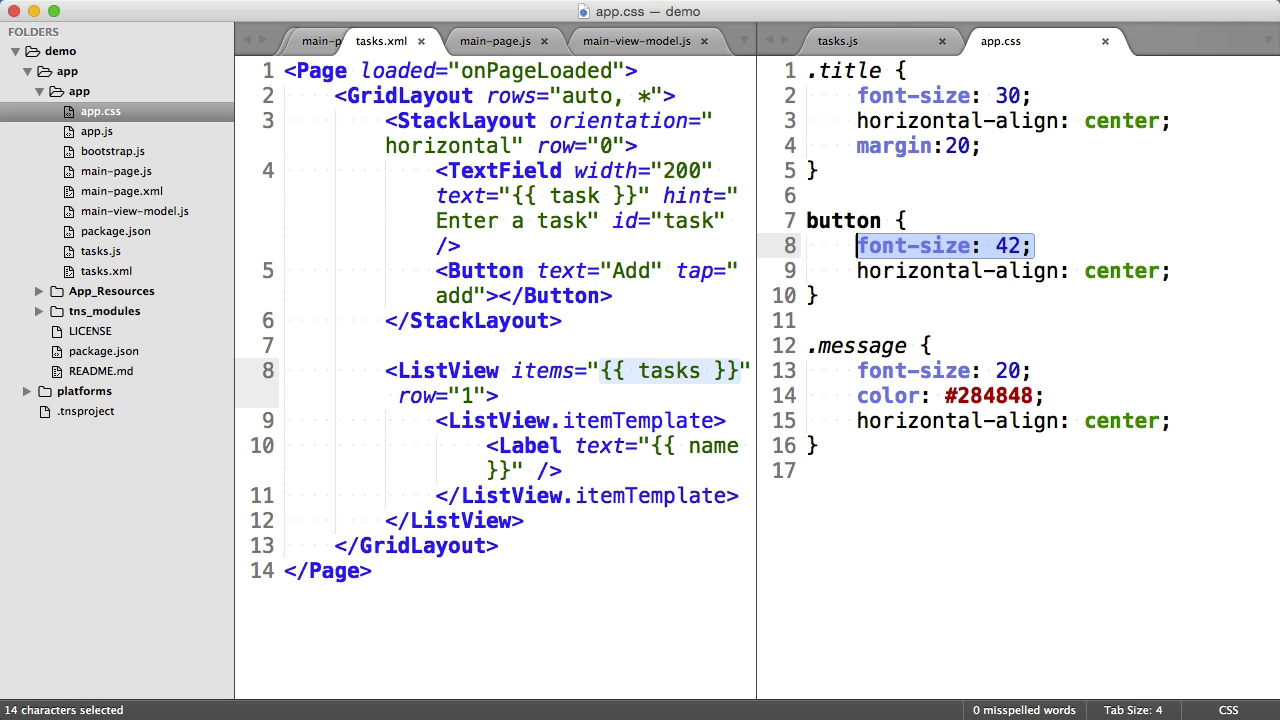 app.css — demo
FOLDERS
demo
app
app
app.css
app.js
bootstrap.js
main-page.js
main-page.xml
main-view-model.js
package.json
tasks.js
tasks.xml
App_Resources
tns_modules
LICENSE
package.json
README.md
platforms
.tnsproject
main-p
tasks.xml
main-page.js
main-view-model.js
1 <Page loaded="onPageLoaded">
2 <GridLayout rows="auto, *">
3 <StackLayout orientation="
horizontal" row="0">
4 <TextField width="200"
text="{{ task }}" hint="
Enter a task" id="task"
/>
5 <Button text="Add" tap="
add"></Button>
6 </StackLayout>
7
8 <ListView items="{{ tasks }}"
row="1">
9 <ListView.itemTemplate>
10 <Label text="{{ name
}}" />
11 </ListView.itemTemplate>
12 </ListView>
13 </GridLayout>
14 </Page>
tasks.js
app.css
1 .title {
2 font-size: 30;
3 horizontal-align: center;
4 margin:20;
5 }
6
7 button {
8 font-size: 42;
9 horizontal-align: center;
10 }
11
12 .message {
13 font-size: 20;
14 color: #284848;
15 horizontal-align: center;
16 }
17
14 characters selected
0 misspelled words
Tab Size: 4
CSS